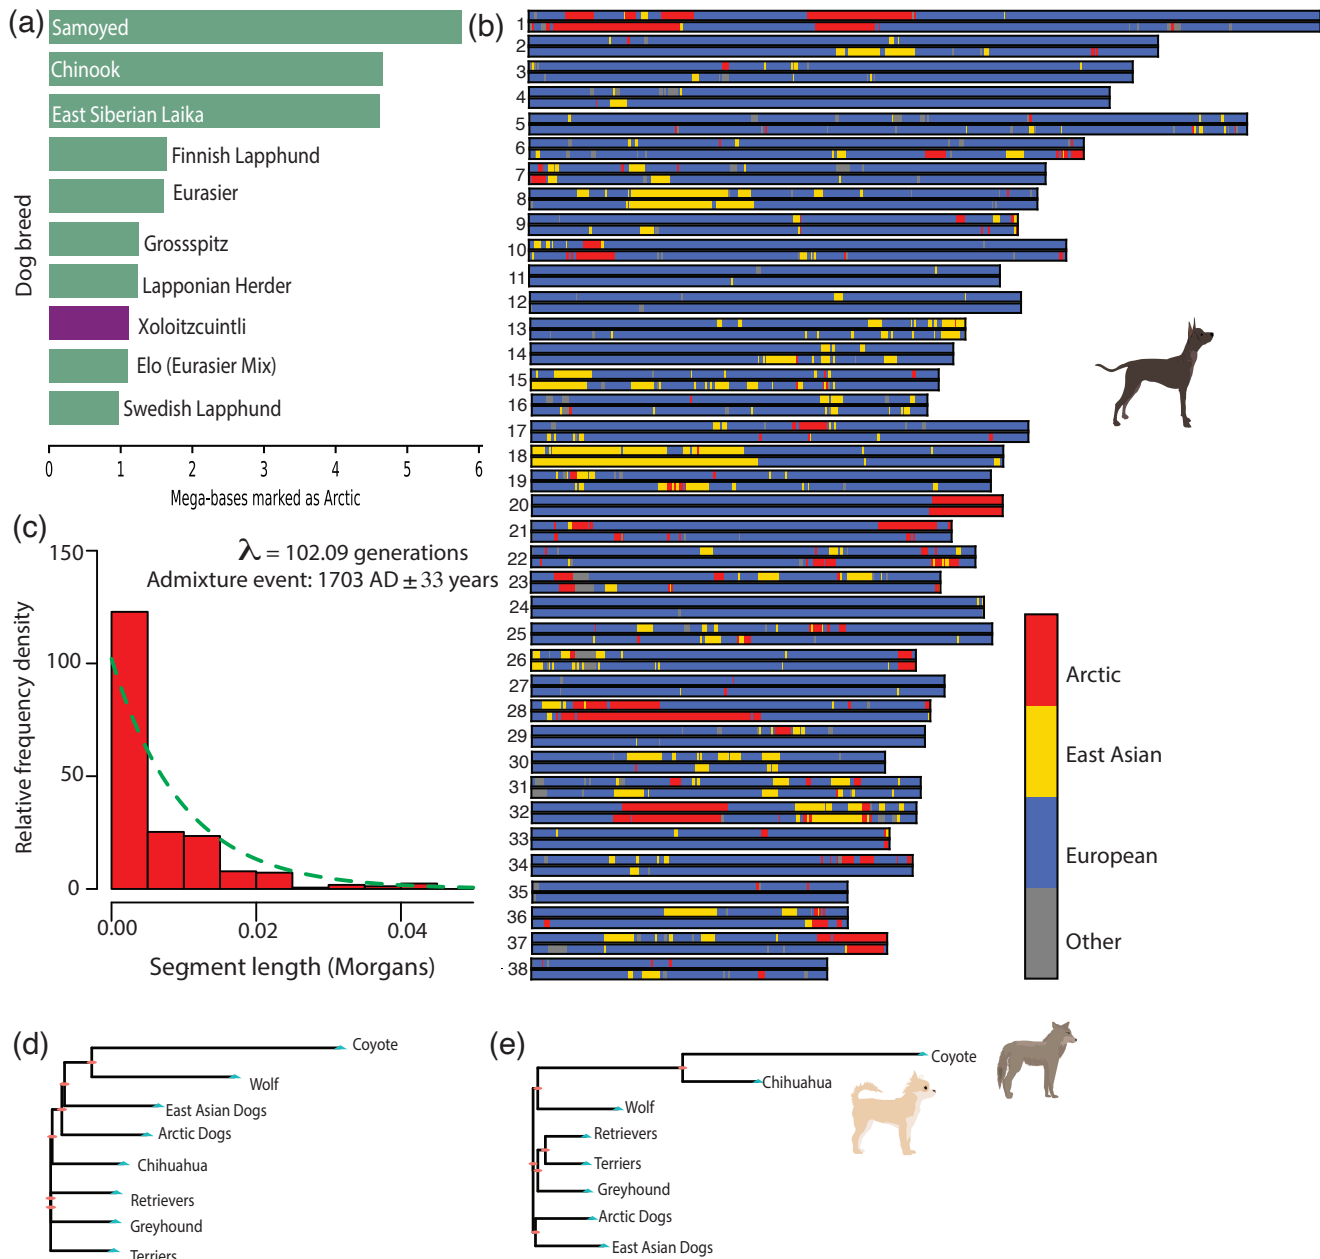 (a)
Samoyed
Chinook
East Siberian Laika
Finnish Lapphund
Eurasier
Grossspitz
Lapponian Herder
Xoloitzcuintli
Elo (Eurasier Mix)
Swedish Lapphund
Dog breed
0 1 2 3 4 5 6
Mega-bases marked as Arctic
(b)
1
2
3
4
5
6
7
8
9
10
11
12
13
14
15
16
17
18
19
20
21
22
23
24
25
26
27
28
29
30
31
32
33
34
35
36
37
38
Arctic
East Asian
European
Other
(c)
λ = 102.09 generations
Admixture event: 1703 AD ± 33 years
150
100
50
0
Relative frequency density
0.00 0.02 0.04
Segment length (Morgans)
(d)
Coyote
Wolf
East Asian Dogs
Arctic Dogs
Chihuahua
Retrievers
Greyhound
Terriers
(e)
Coyote
Chihuahua
Wolf
Retrievers
Terriers
Greyhound
Arctic Dogs
East Asian Dogs